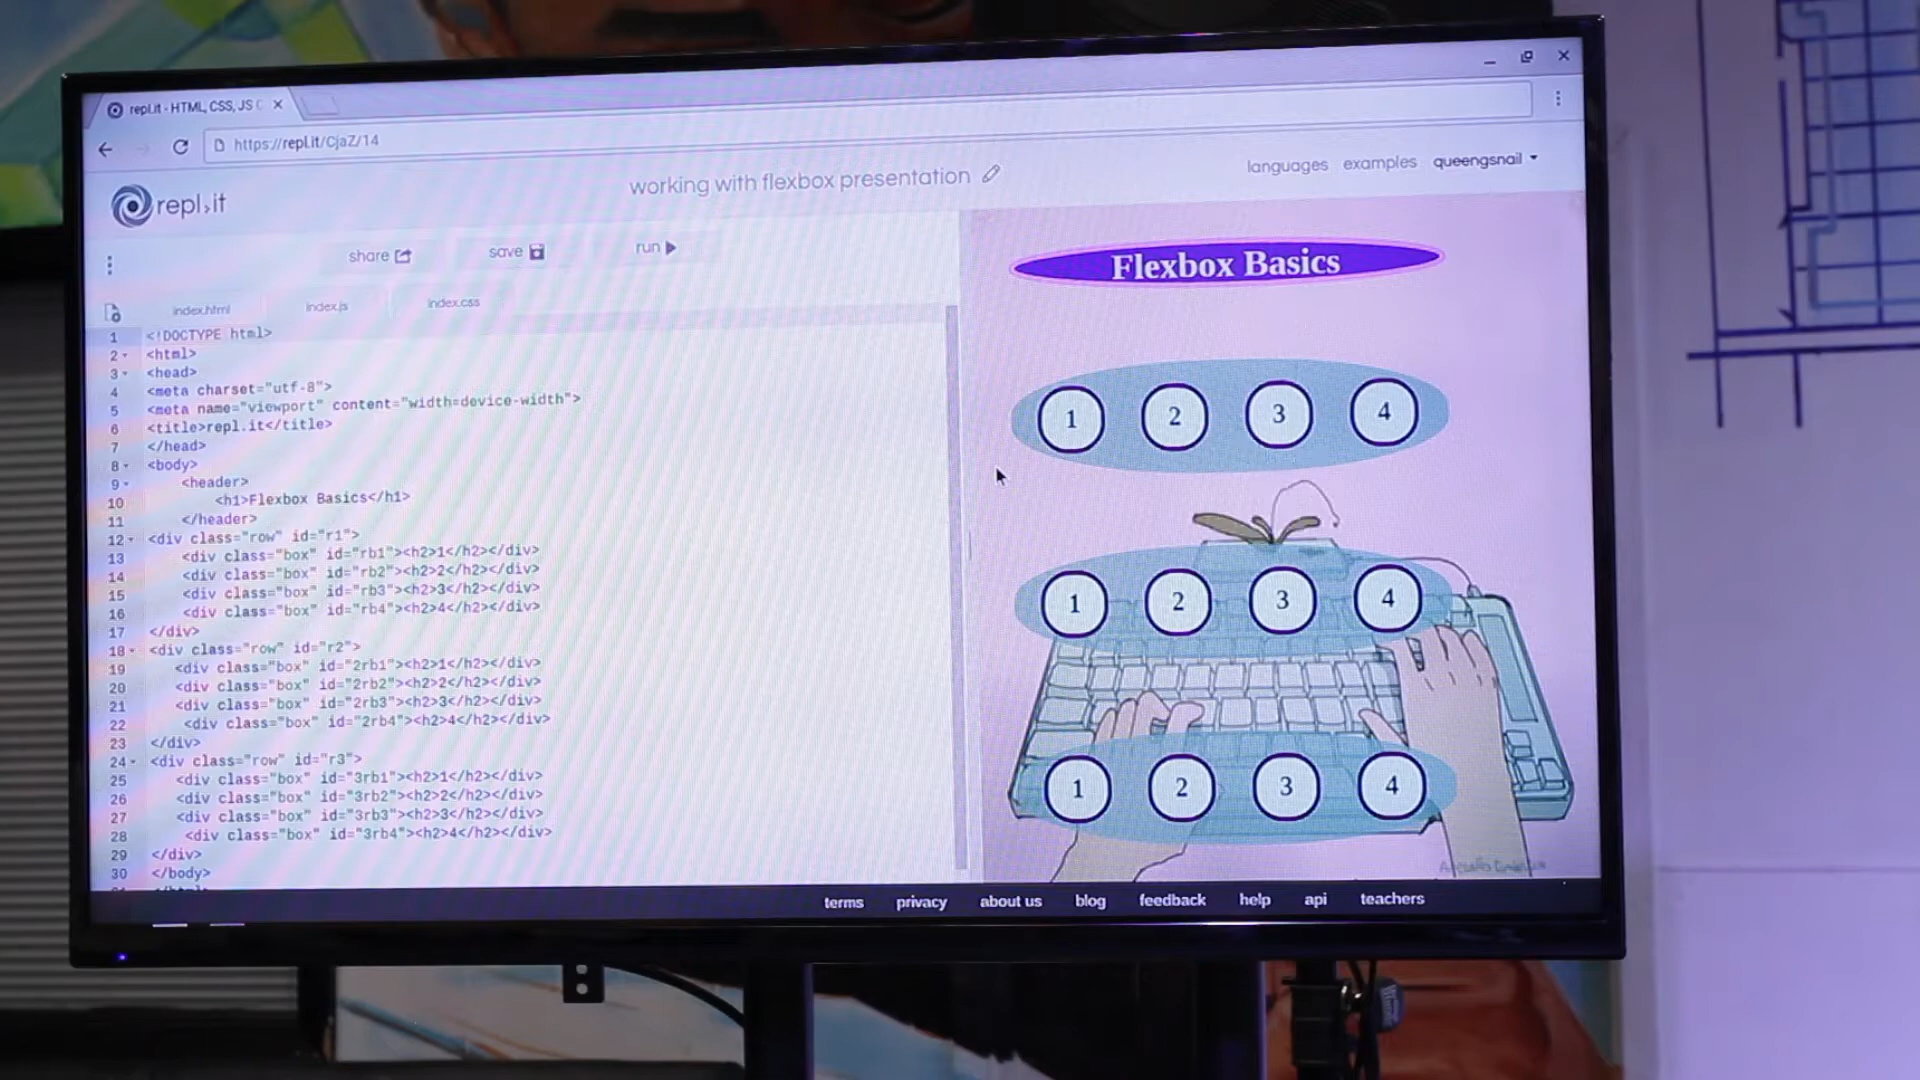 repl.it - HTML, CSS, JS C
https://repl.it/CjaZ/14
repl.it
working with flexbox presentation
languages examples queengsnail
share save run
index.html index.js index.css
1 <!DOCTYPE html>
2 <html>
3 <head>
4 <meta charset="utf-8">
5 <meta name="viewport" content="width=device-width">
6 <title>repl.it</title>
7 </head>
8 <body>
9 <header>
10 <h1>Flexbox Basics</h1>
11 </header>
12 <div class="row" id="r1">
13 <div class="box" id="rb1"><h2>1</h2></div>
14 <div class="box" id="rb2"><h2>2</h2></div>
15 <div class="box" id="rb3"><h2>3</h2></div>
16 <div class="box" id="rb4"><h2>4</h2></div>
17 </div>
18 <div class="row" id="r2">
19 <div class="box" id="2rb1"><h2>1</h2></div>
20 <div class="box" id="2rb2"><h2>2</h2></div>
21 <div class="box" id="2rb3"><h2>3</h2></div>
22 <div class="box" id="2rb4"><h2>4</h2></div>
23 </div>
24 <div class="row" id="r3">
25 <div class="box" id="3rb1"><h2>1</h2></div>
26 <div class="box" id="3rb2"><h2>2</h2></div>
27 <div class="box" id="3rb3"><h2>3</h2></div>
28 <div class="box" id="3rb4"><h2>4</h2></div>
29 </div>
30 </body>
Flexbox Basics
1 2 3 4
1 2 3 4
1 2 3 4
terms privacy about us blog feedback help api teachers